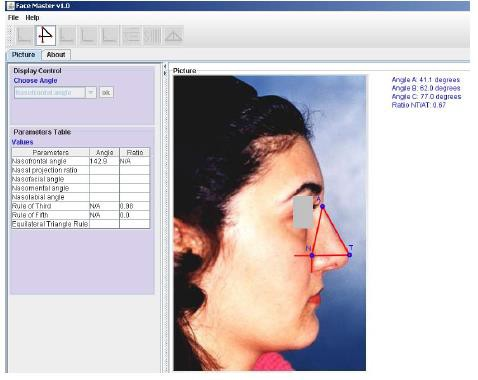 Face Master v1.0
File Help
Picture About
Display Control
Choose Angle
Nasofrontal angle ok
Parameters Table
Values
Parameters Angle Ratio
Nasofrontal angle 142.9 N/A
Nasal projection ratio
Nasofacial angle
Nasomental angle
Nasolabial angle
Rule of Third N/A 0.98
Rule of Fifth N/A 0.0
Equilateral Triangle Rule
Picture
Angle A: 41.1 degrees
Angle B: 62.0 degrees
Angle C: 77.0 degrees
Ratio NT/AT: 0.67
A
N T